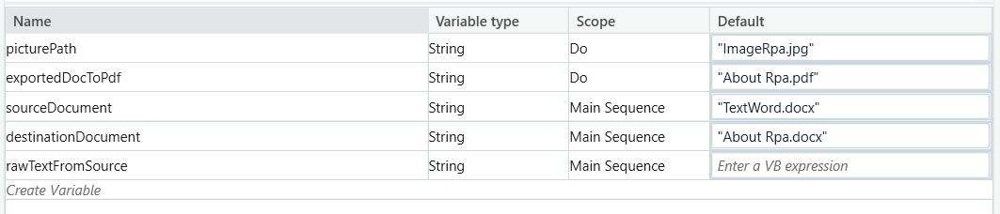 Name Variable type Scope Default
picturePath String Do "ImageRpa.jpg"
exportedDocToPdf String Do "About Rpa.pdf"
sourceDocument String Main Sequence "TextWord.docx"
destinationDocument String Main Sequence "About Rpa.docx"
rawTextFromSource String Main Sequence Enter a VB expression
Create Variable